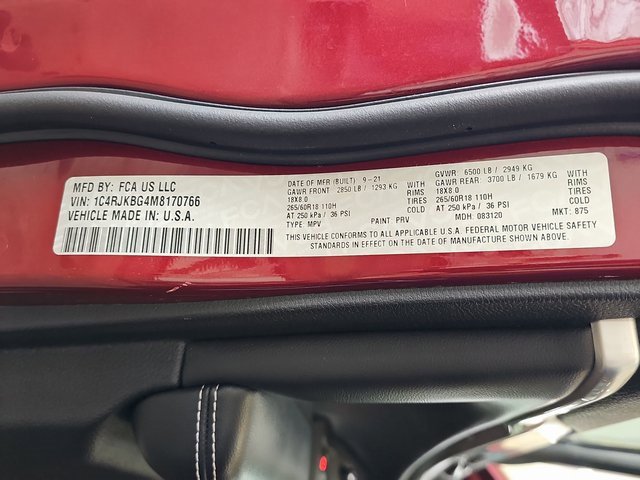 MFD BY: FCA US LLC
VIN: 1C4RJKBG4M8170766
VEHICLE MADE IN U.S.A.
DATE OF MFR (BUILT) 9-21
GAWR FRONT 2850 LB / 1293 KG WITH
18X8.0 RIMS
265/60R18 110H TIRES
AT 250 kPa / 36 PSI COLD
TYPE: MPV PAINT PRV
GVWR: 6500 LB / 2949 KG
GAWR REAR 3700 LB / 1679 KG WITH
18X8.0 RIMS
265/60R18 110H TIRES
AT 250 kPa / 36 PSI COLD
MDH: 083120 MKT: 875
THIS VEHICLE CONFORMS TO ALL APPLICABLE U.S.A. FEDERAL MOTOR VEHICLE SAFETY
STANDARDS IN EFFECT ON THE DATE OF MANUFACTURE SHOWN ABOVE.